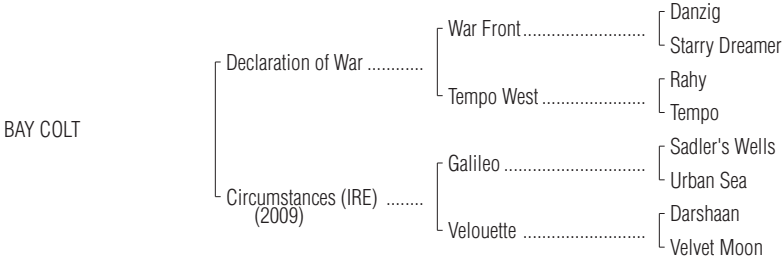 Danzig
War Front..........................
Starry Dreamer
Declaration of War ............
Rahy
Tempo West ......................
Tempo
BAY COLT
Sadler's Wells
Galileo ..............................
Urban Sea
Circumstances (IRE) ........
(2009)
Darshaan
Velouette ..........................
Velvet Moon